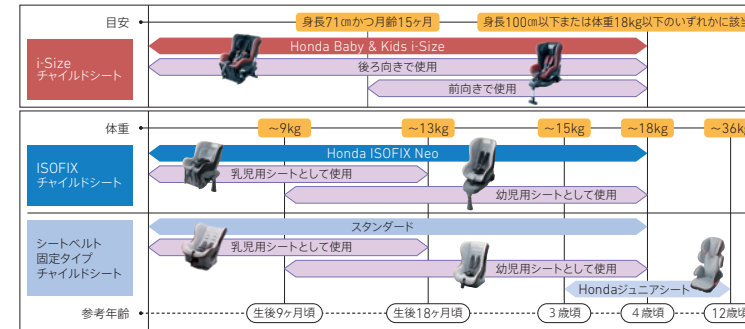 目安
身長71㎝かつ月齢15ヶ月
身長100㎝以下または体重18kg以下のいずれかに該
i-Size
チャイルドシート
Honda Baby & Kids i-Size
後ろ向きで使用
前向きで使用
体重
～9kg
～13kg
～15kg
～18kg
～36k
ISOFIX
チャイルドシート
Honda ISOFIX Neo
乳児用シートとして使用
幼児用シートとして使用
シートベルト
固定タイプ
チャイルドシート
スタンダード
乳児用シートとして使用
幼児用シートとして使用
Hondaジュニアシート
参考年齢
生後9ヶ月頃
生後18ヶ月頃
3歳頃
4歳頃
12歳